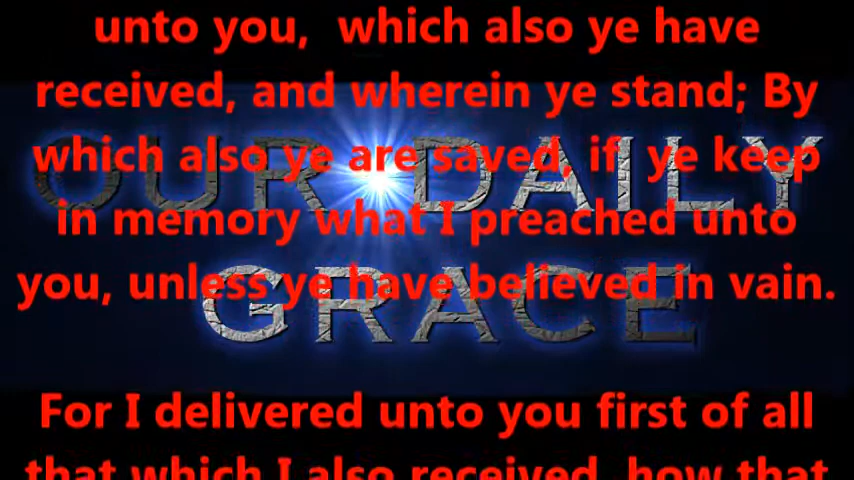 unto you, which also ye have
received, and wherein ye stand; By
which also ye are saved, if ye keep
in memory what I preached unto
you, unless ye have believed in vain.
For I delivered unto you first of all
that which I also received, how that
OUR DAILY
GRACE